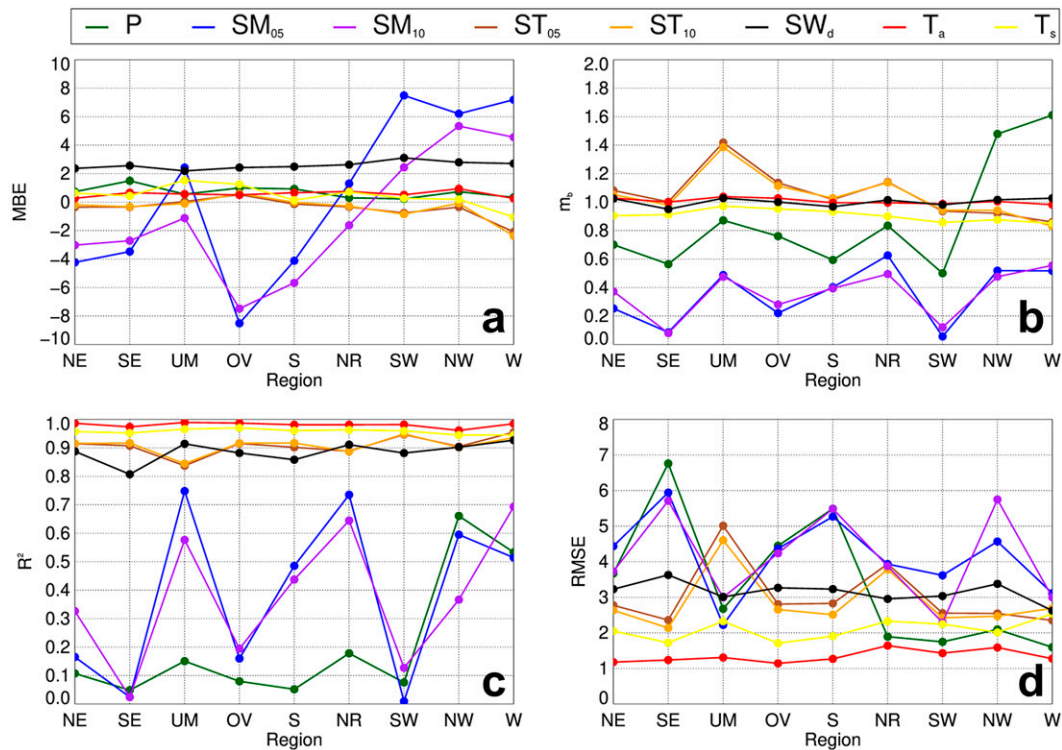 P SM₀₅ SM₁₀ ST₀₅ ST₁₀ SW_d T_a T_s
10
8
6
4
2
0
−2
−4
−6
−8
−10
MBE
a
NE SE UM OV S NR SW NW W
Region
2.0
1.8
1.6
1.4
1.2
1.0
0.8
0.6
0.4
0.2
0.0
m_b
b
NE SE UM OV S NR SW NW W
Region
1.0
0.9
0.8
0.7
0.6
0.5
0.4
0.3
0.2
0.1
0.0
R²
c
NE SE UM OV S NR SW NW W
Region
8
7
6
5
4
3
2
1
0
RMSE
d
NE SE UM OV S NR SW NW W
Region